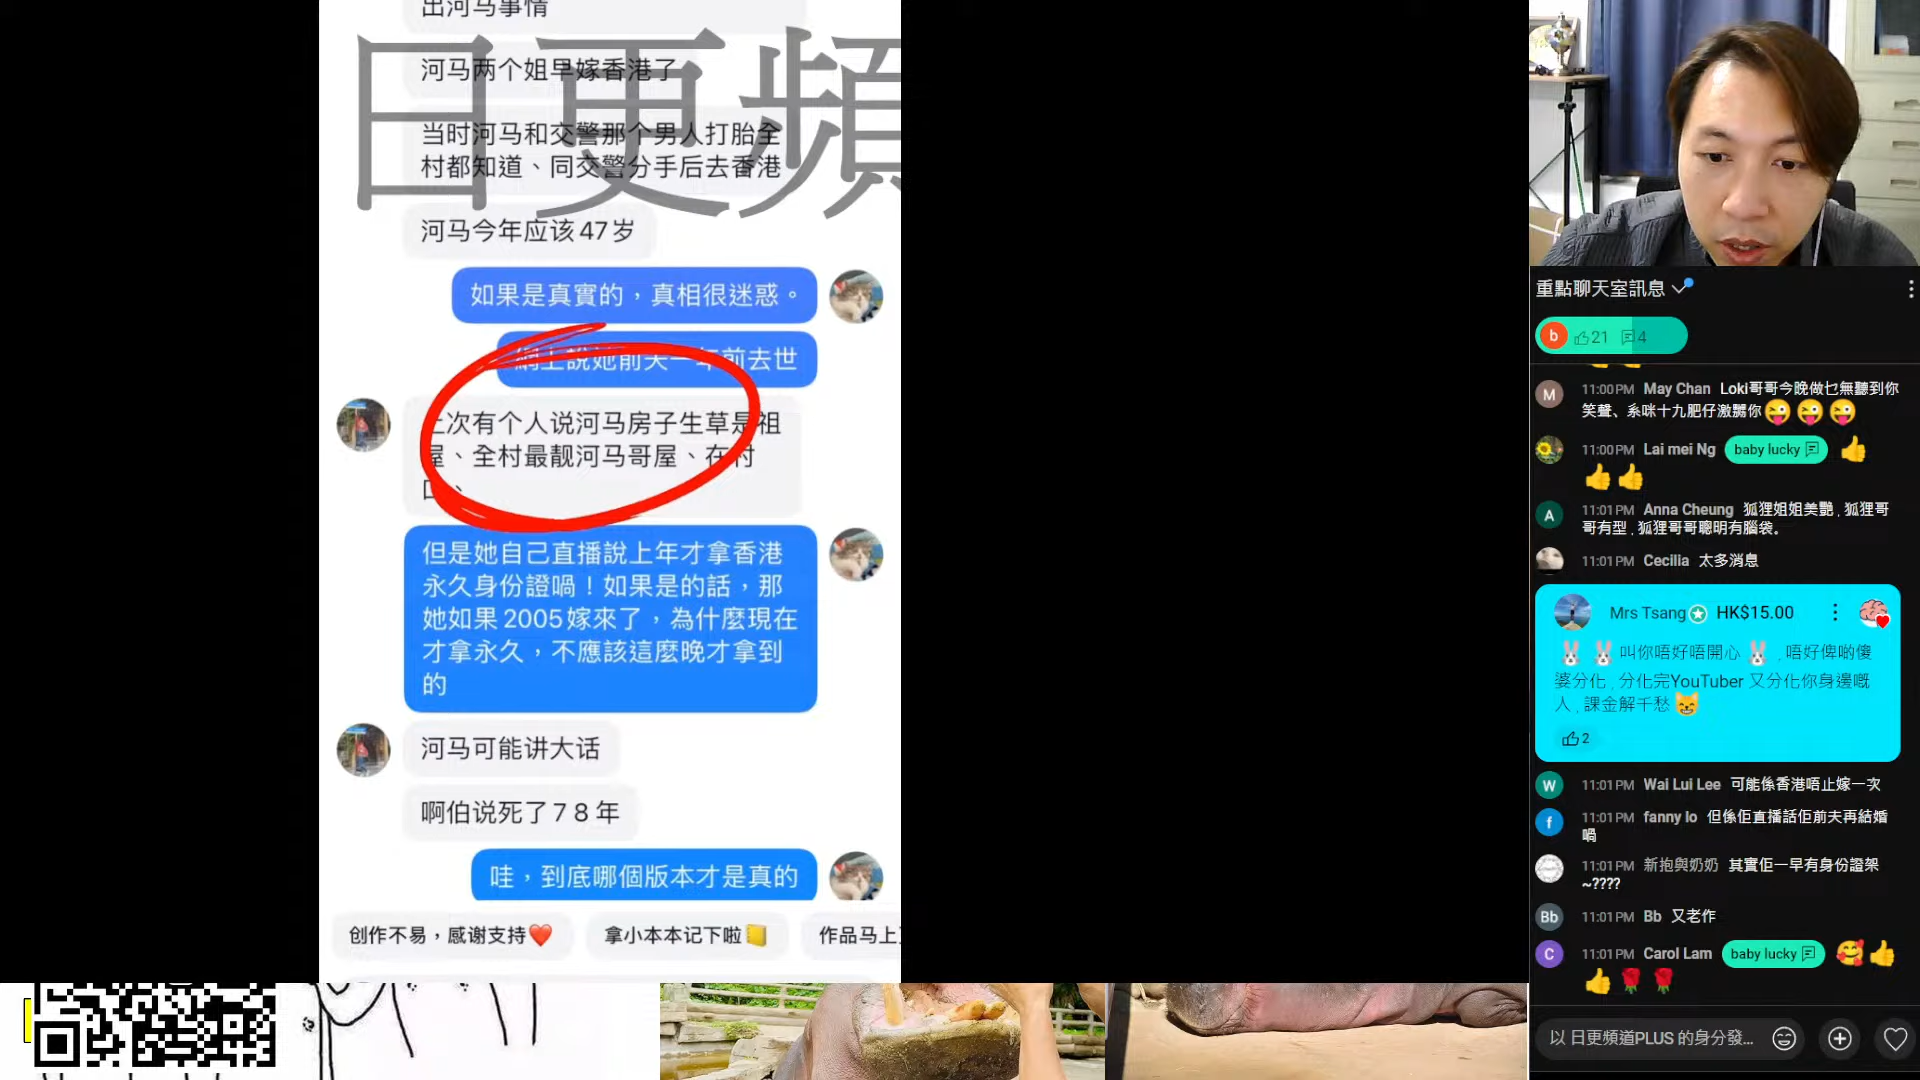 出河马事情
日更頻
河马两个姐早嫁香港了
当时河马和交警那个男人打胎全
村都知道、同交警分手后去香港
河马今年应该47岁
如果是真實的，真相很迷惑。
網上說她前夫一年前去世
上次有个人说河马房子生草是祖
屋、全村最靓河马哥屋、在村
口、
但是她自己直播說上年才拿香港
永久身份證喎！如果是的話，那
她如果2005嫁來了，為什麼現在
才拿永久，不應該這麼晚才拿到
的
河马可能讲大话
啊伯说死了7 8 年
哇，到底哪個版本才是真的
创作不易，感谢支持❤️
拿小本本记下啦📒
作品马上
重點聊天室訊息
b 21 4
M 11:00 PM May Chan Loki哥哥今晚做乜無聽到你
笑聲、系咪十九肥仔激嬲你😜😜😜
11:00 PM Lai mei Ng baby lucky 👍
👍👍
A 11:01 PM Anna Cheung 狐狸姐姐美艷 , 狐狸哥
哥有型 , 狐狸哥哥聰明有腦袋。
11:01 PM Cecilia 太多消息
Mrs Tsang HK$15.00
🐰 🐰 叫你唔好唔開心 🐰 , 唔好俾啲傻
婆分化 , 分化完YouTuber 又分化你身邊嘅
人 , 課金解千愁 😸
2
W 11:01 PM Wai Lui Lee 可能係香港唔止嫁一次
f 11:01 PM fanny lo 但係佢直播話佢前夫再結婚
喎
11:01 PM 新抱與奶奶 其實佢一早有身份證架
~????
Bb 11:01 PM Bb 又老作
C 11:01 PM Carol Lam baby lucky 🥰👍
👍🌹🌹
以 日更頻道PLUS 的身分發...